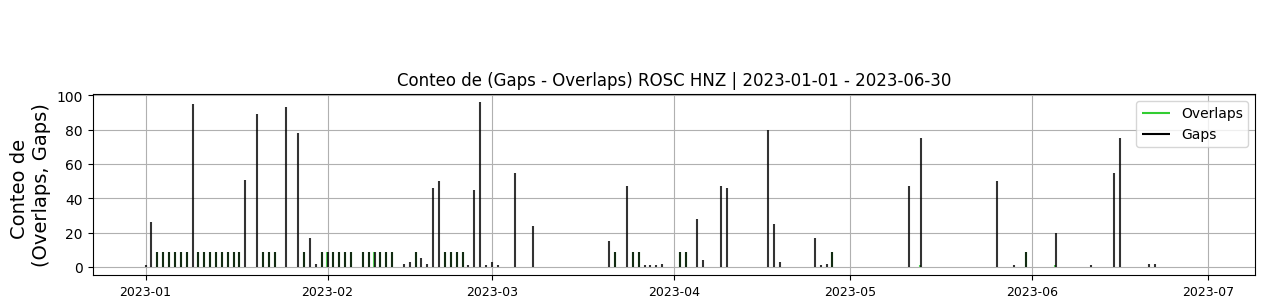 Conteo de (Gaps - Overlaps) ROSC HNZ | 2023-01-01 - 2023-06-30
Conteo de
(Overlaps, Gaps)
100
80
60
40
20
0
Overlaps
Gaps
2023-01
2023-02
2023-03
2023-04
2023-05
2023-06
2023-07